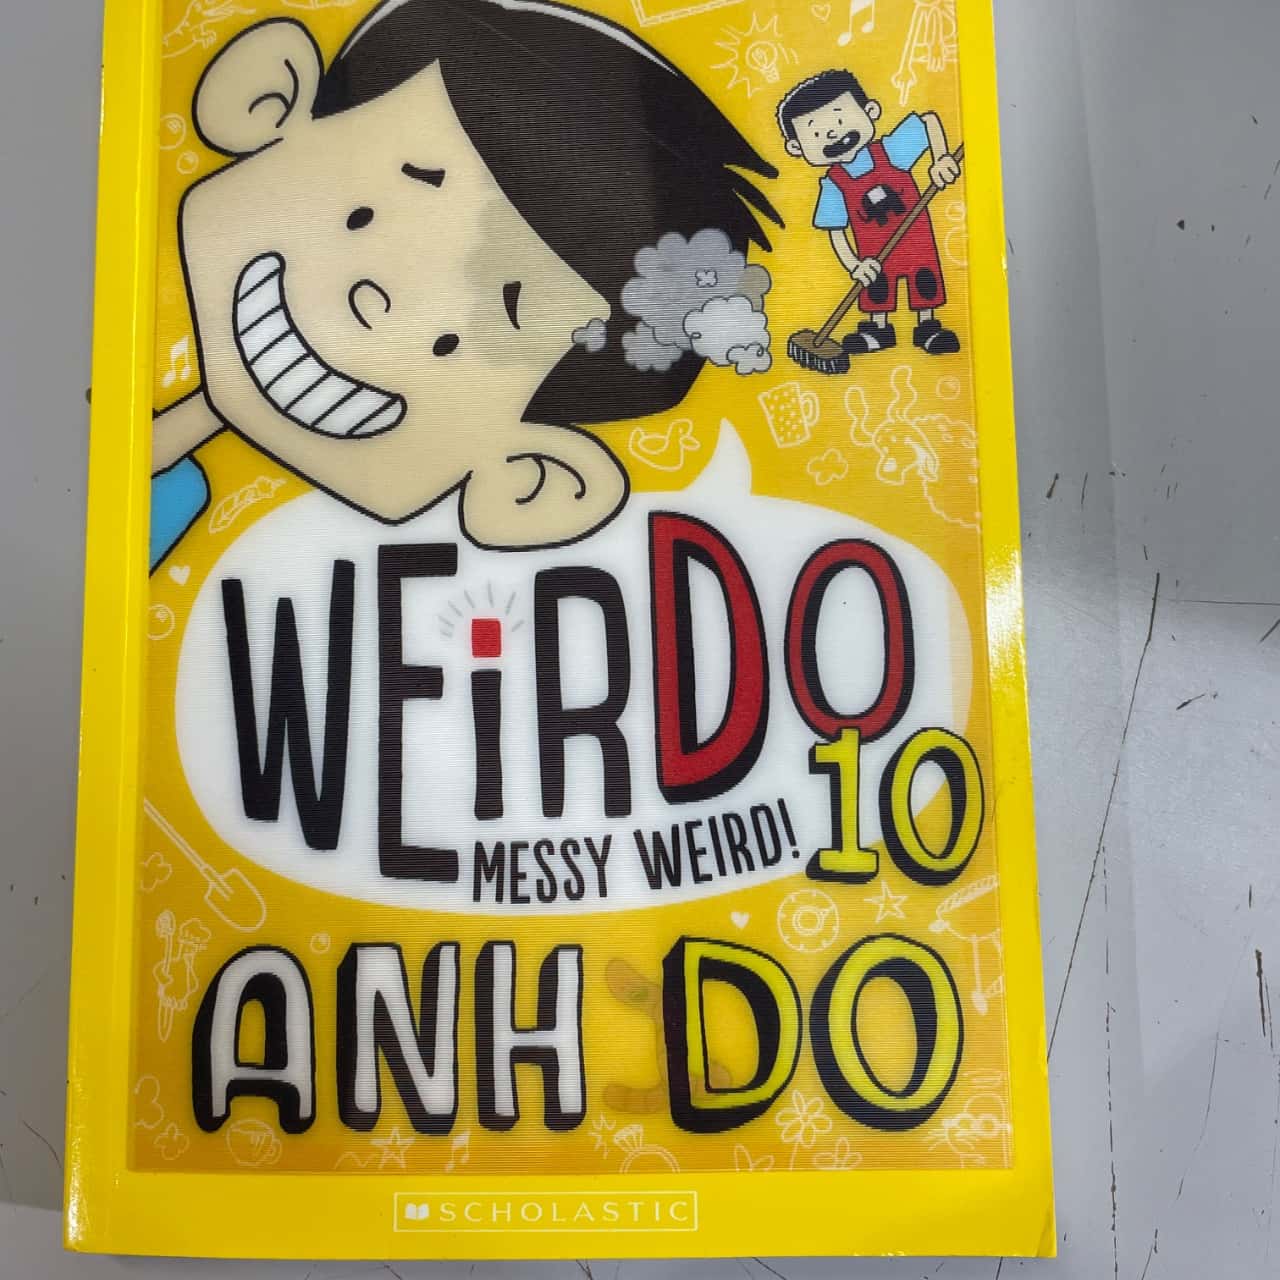 WEiRDO
10
MESSY WEIRD!
ANH DO
SCHOLASTIC